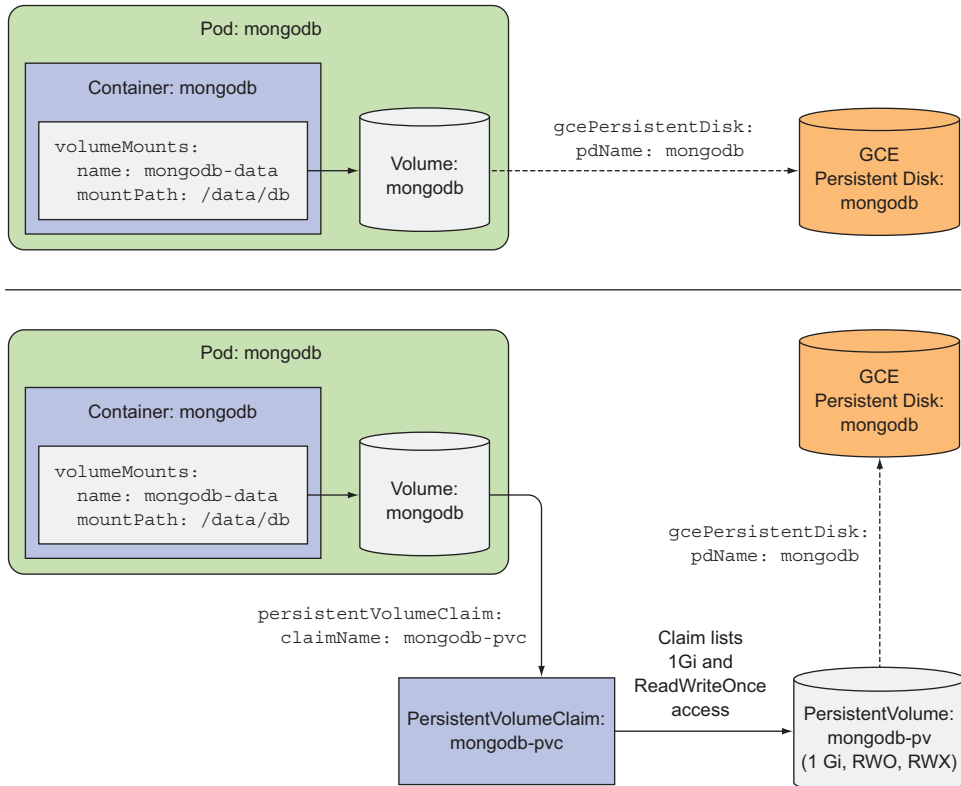 Pod: mongodb
Container: mongodb
volumeMounts:
name: mongodb-data
mountPath: /data/db
Volume:
mongodb
gcePersistentDisk:
pdName: mongodb
GCE
Persistent Disk:
mongodb
Pod: mongodb
Container: mongodb
volumeMounts:
name: mongodb-data
mountPath: /data/db
Volume:
mongodb
GCE
Persistent Disk:
mongodb
gcePersistentDisk:
pdName: mongodb
persistentVolumeClaim:
claimName: mongodb-pvc
Claim lists
1Gi and
ReadWriteOnce
access
PersistentVolumeClaim:
mongodb-pvc
PersistentVolume:
mongodb-pv
(1 Gi, RWO, RWX)